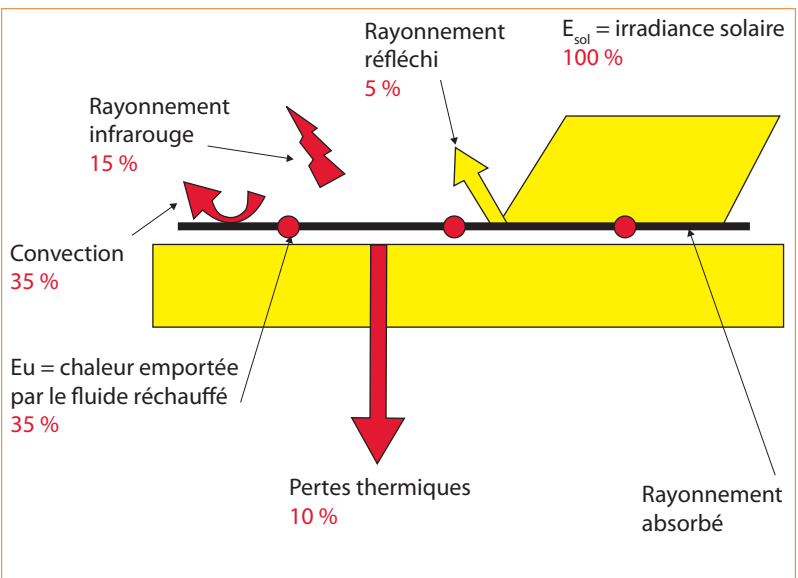 Rayonnement
réfléchi
5 %
E_sol = irradiance solaire
100 %
Rayonnement
infrarouge
15 %
Convection
35 %
Eu = chaleur emportée
par le fluide réchauffé
35 %
Pertes thermiques
10 %
Rayonnement
absorbé